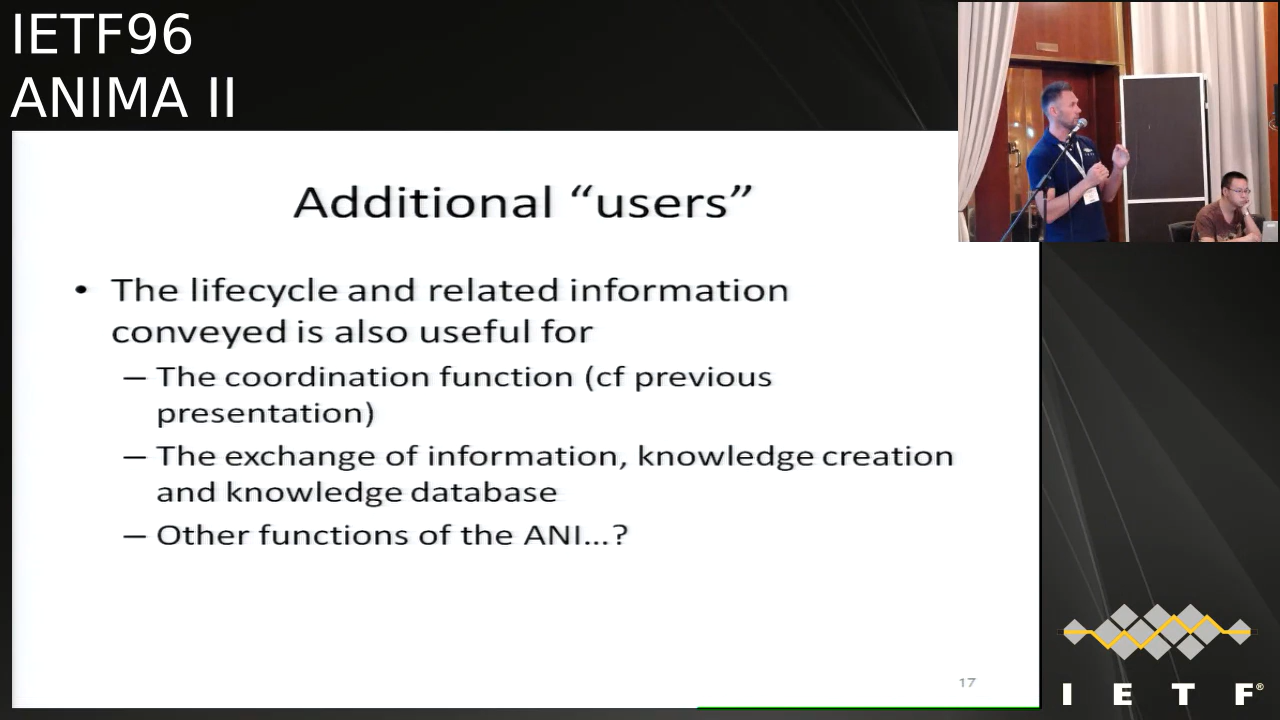 IETF96
ANIMA II
Additional “users”
• The lifecycle and related information
conveyed is also useful for
– The coordination function (cf previous
presentation)
– The exchange of information, knowledge creation
and knowledge database
– Other functions of the ANI...?
17
I E T F®